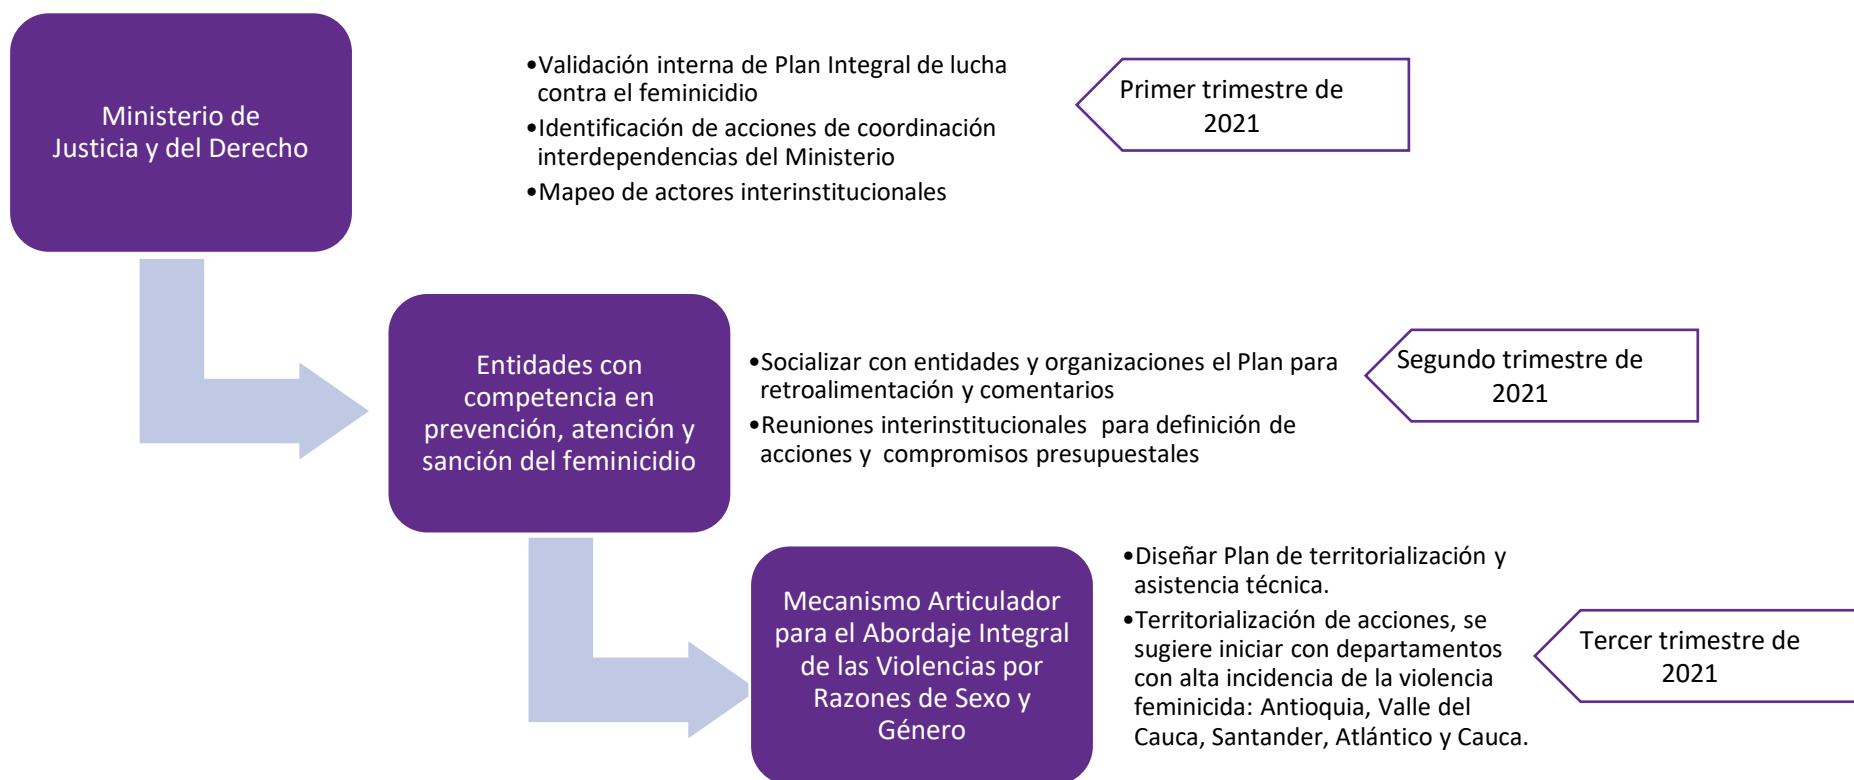 Ministerio de
Justicia y del Derecho
•Validación interna de Plan Integral de lucha
contra el feminicidio
•Identificación de acciones de coordinación
interdependencias del Ministerio
•Mapeo de actores interinstitucionales
Primer trimestre de
2021
Entidades con
competencia en
prevención, atención y
sanción del feminicidio
•Socializar con entidades y organizaciones el Plan para
retroalimentación y comentarios
•Reuniones interinstitucionales para definición de
acciones y compromisos presupuestales
Segundo trimestre de
2021
Mecanismo Articulador
para el Abordaje Integral
de las Violencias por
Razones de Sexo y
Género
•Diseñar Plan de territorialización y
asistencia técnica.
•Territorialización de acciones, se
sugiere iniciar con departamentos
con alta incidencia de la violencia
feminicida: Antioquia, Valle del
Cauca, Santander, Atlántico y Cauca.
Tercer trimestre de
2021